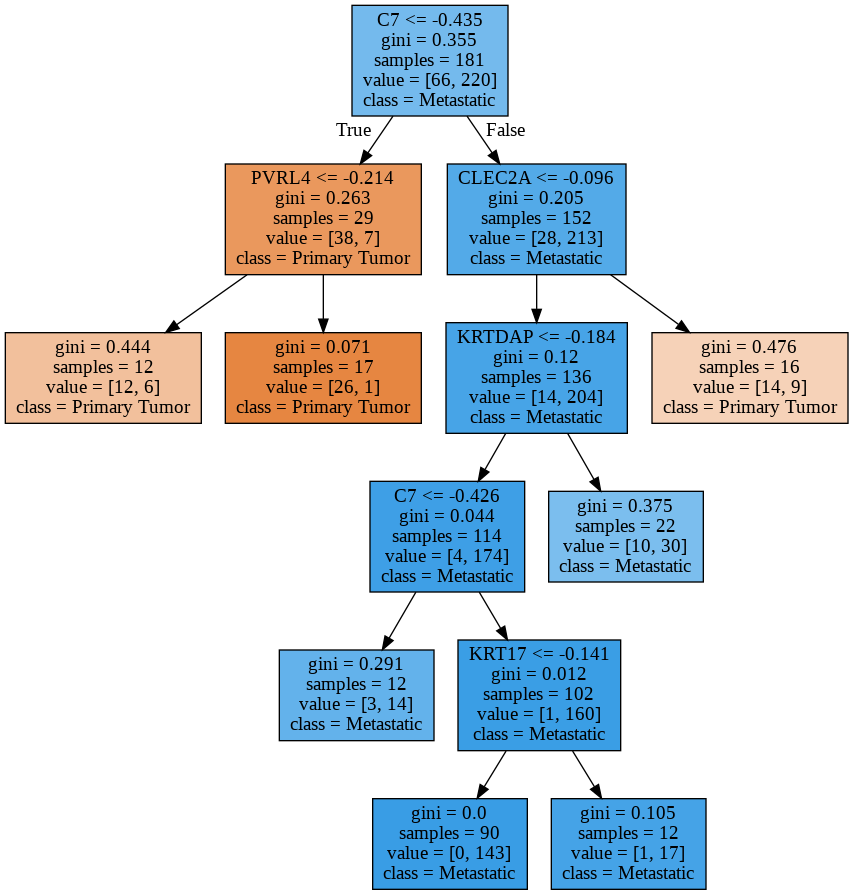 C7 <= -0.435
gini = 0.355
samples = 181
value = [66, 220]
class = Metastatic
True
False
PVRL4 <= -0.214
gini = 0.263
samples = 29
value = [38, 7]
class = Primary Tumor
CLEC2A <= -0.096
gini = 0.205
samples = 152
value = [28, 213]
class = Metastatic
gini = 0.444
samples = 12
value = [12, 6]
class = Primary Tumor
gini = 0.071
samples = 17
value = [26, 1]
class = Primary Tumor
KRTDAP <= -0.184
gini = 0.12
samples = 136
value = [14, 204]
class = Metastatic
gini = 0.476
samples = 16
value = [14, 9]
class = Primary Tumor
C7 <= -0.426
gini = 0.044
samples = 114
value = [4, 174]
class = Metastatic
gini = 0.375
samples = 22
value = [10, 30]
class = Metastatic
gini = 0.291
samples = 12
value = [3, 14]
class = Metastatic
KRT17 <= -0.141
gini = 0.012
samples = 102
value = [1, 160]
class = Metastatic
gini = 0.0
samples = 90
value = [0, 143]
class = Metastatic
gini = 0.105
samples = 12
value = [1, 17]
class = Metastatic